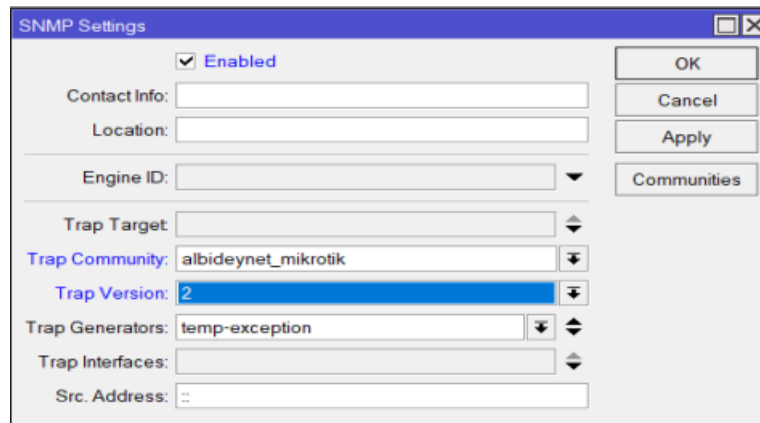 SNMP Settings
Enabled
OK
Contact Info:
Cancel
Location:
Apply
Engine ID:
Communities
Trap Target:
Trap Community: albideynet_mikrotik
Trap Version: 2
Trap Generators: temp-exception
Trap Interfaces:
Src. Address: ::